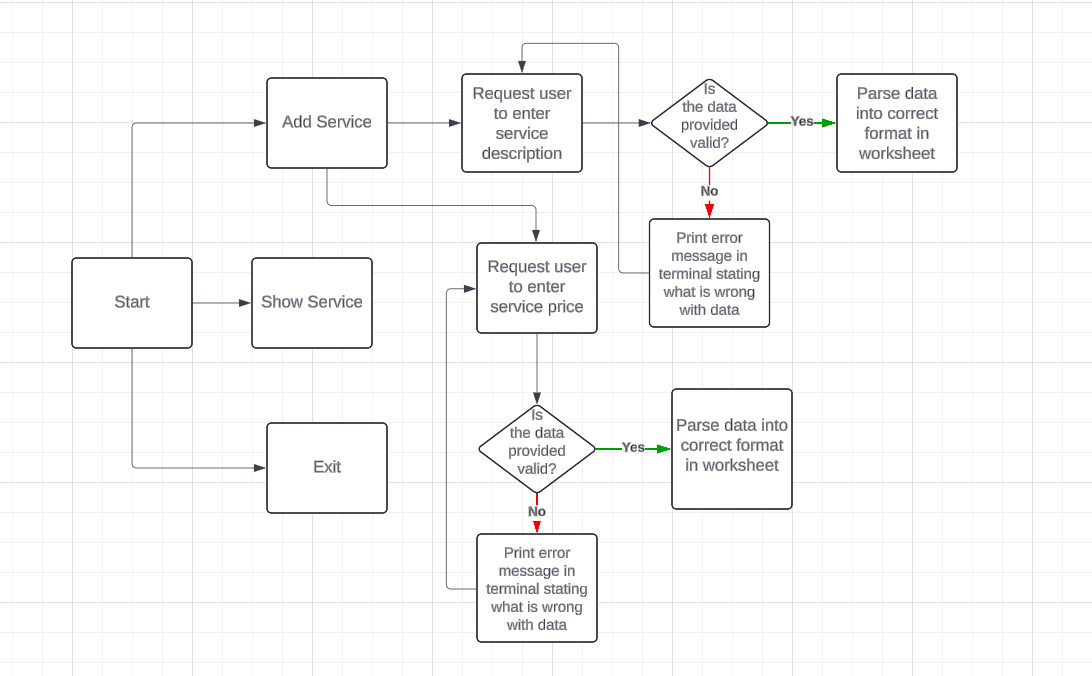 Add Service
Request user
to enter
service
description
Is
the data
provided
valid?
Yes
Parse data
into correct
format in
worksheet
No
Print error
message in
terminal stating
what is wrong
with data
Start
Show Service
Request user
to enter
service price
Is
the data
provided
valid?
Yes
Parse data into
correct format
in worksheet
Exit
No
Print error
message in
terminal stating
what is wrong
with data